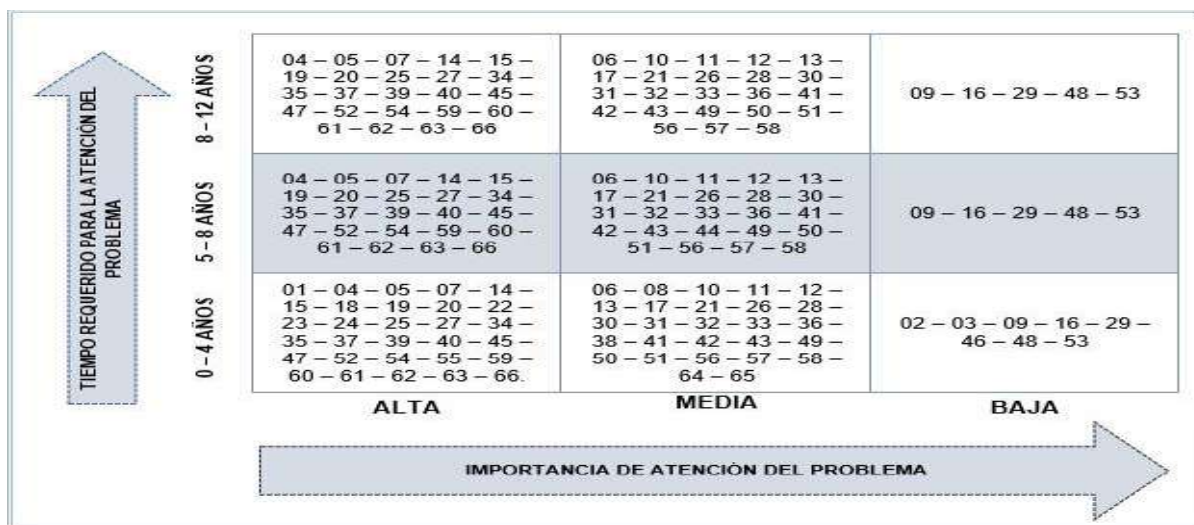 TIEMPO REQUERIDO PARA LA ATENCIÓN DEL
PROBLEMA
8 – 12 AÑOS
04 – 05 – 07 – 14 – 15 –
19 – 20 – 25 – 27 – 34 –
35 – 37 – 39 – 40 – 45 –
47 – 52 – 54 – 59 – 60 –
61 – 62 – 63 – 66
06 – 10 – 11 – 12 – 13 –
17 – 21 – 26 – 28 – 30 –
31 – 32 – 33 – 36 – 41 –
42 – 43 – 49 – 50 – 51 –
56 – 57 – 58
09 – 16 – 29 – 48 – 53
5 – 8 AÑOS
04 – 05 – 07 – 14 – 15 –
19 – 20 – 25 – 27 – 34 –
35 – 37 – 39 – 40 – 45 –
47 – 52 – 54 – 59 – 60 –
61 – 62 – 63 – 66
06 – 10 – 11 – 12 – 13 –
17 – 21 – 26 – 28 – 30 –
31 – 32 – 33 – 36 – 41 –
42 – 43 – 44 – 49 – 50 –
51 – 56 – 57 – 58
09 – 16 – 29 – 48 – 53
0 – 4 AÑOS
01 – 04 – 05 – 07 – 14 –
15 – 18 – 19 – 20 – 22 –
23 – 24 – 25 – 27 – 34 –
35 – 37 – 39 – 40 – 45 –
47 – 52 – 54 – 55 – 59 –
60 – 61 – 62 – 63 – 66.
06 – 08 – 10 – 11 – 12 –
13 – 17 – 21 – 26 – 28 –
30 – 31 – 32 – 33 – 36 –
38 – 41 – 42 – 43 – 49 –
50 – 51 – 56 – 57 – 58 –
64 – 65
02 – 03 – 09 – 16 – 29 –
46 – 48 – 53
ALTA
MEDIA
BAJA
IMPORTANCIA DE ATENCIÓN DEL PROBLEMA